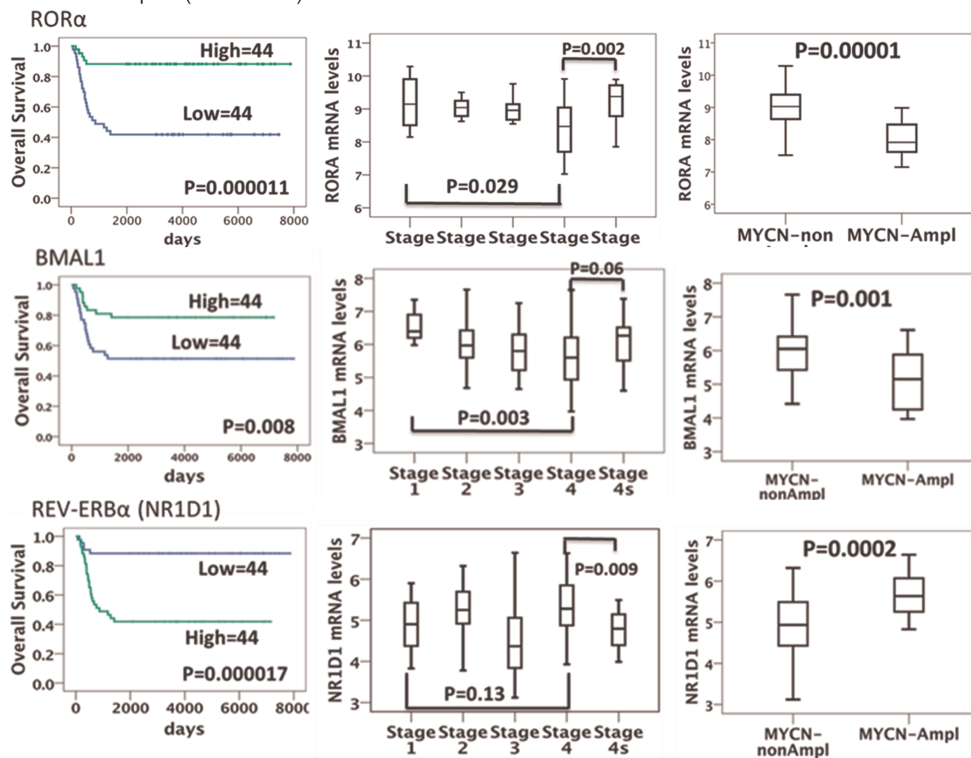 RORα
Overall Survival
1.0
0.8
0.6
0.4
0.2
0.0
High=44
Low=44
P=0.000011
0 2000 4000 6000 8000
days
RORA mRNA levels
11
10
9
8
7
6
P=0.002
P=0.029
Stage Stage Stage Stage Stage
RORA mRNA levels
11
10
9
8
7
6
P=0.00001
MYCN-non MYCN-Ampl
BMAL1
Overall Survival
1.0
0.8
0.6
0.4
0.2
0.0
High=44
Low=44
P=0.008
0 2000 4000 6000 8000
days
BMAL1 mRNA levels
8
7
6
5
4
3
P=0.06
P=0.003
Stage Stage Stage Stage Stage
1 2 3 4 4s
BMAL1 mRNA levels
8
7
6
5
4
3
P=0.001
MYCN- MYCN-Ampl
nonAmpl
REV-ERBα (NR1D1)
Overall Survival
1.0
0.8
0.6
0.4
0.2
0.0
Low=44
High=44
P=0.000017
0 2000 4000 6000 8000
days
NR1D1 mRNA levels
7
6
5
4
3
P=0.009
P=0.13
Stage Stage Stage Stage Stage
1 2 3 4 4s
NR1D1 mRNA levels
7
6
5
4
3
P=0.0002
MYCN- MYCN-Ampl
nonAmpl